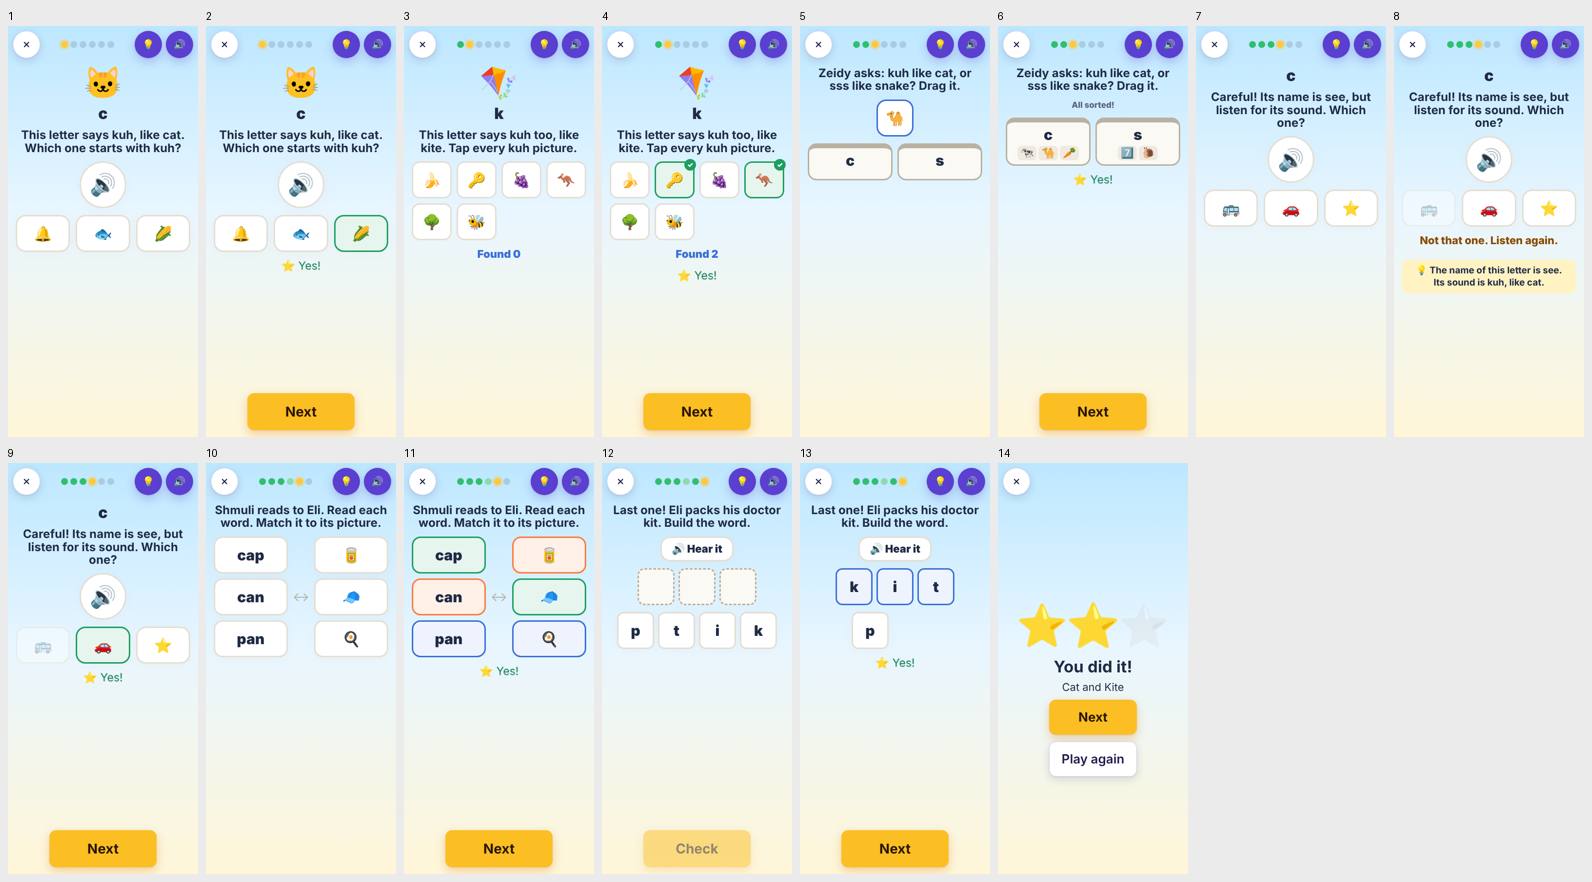 1
2
3
4
5
6
7
8
c
This letter says kuh, like cat.
Which one starts with kuh?
c
This letter says kuh, like cat.
Which one starts with kuh?
Yes!
Next
k
This letter says kuh too, like
kite. Tap every kuh picture.
Found 0
k
This letter says kuh too, like
kite. Tap every kuh picture.
Found 2
Yes!
Next
Zeidy asks: kuh like cat, or
sss like snake? Drag it.
c
s
Zeidy asks: kuh like cat, or
sss like snake? Drag it.
All sorted!
c
s
7
Yes!
Next
c
Careful! Its name is see, but
listen for its sound. Which
one?
c
Careful! Its name is see, but
listen for its sound. Which
one?
Not that one. Listen again.
The name of this letter is see.
Its sound is kuh, like cat.
9
10
11
12
13
14
c
Careful! Its name is see, but
listen for its sound. Which
one?
Yes!
Next
Shmuli reads to Eli. Read each
word. Match it to its picture.
cap
can
pan
Shmuli reads to Eli. Read each
word. Match it to its picture.
cap
can
pan
Yes!
Next
Last one! Eli packs his doctor
kit. Build the word.
Hear it
p t i k
Check
Last one! Eli packs his doctor
kit. Build the word.
Hear it
k i t
p
Yes!
Next
You did it!
Cat and Kite
Next
Play again